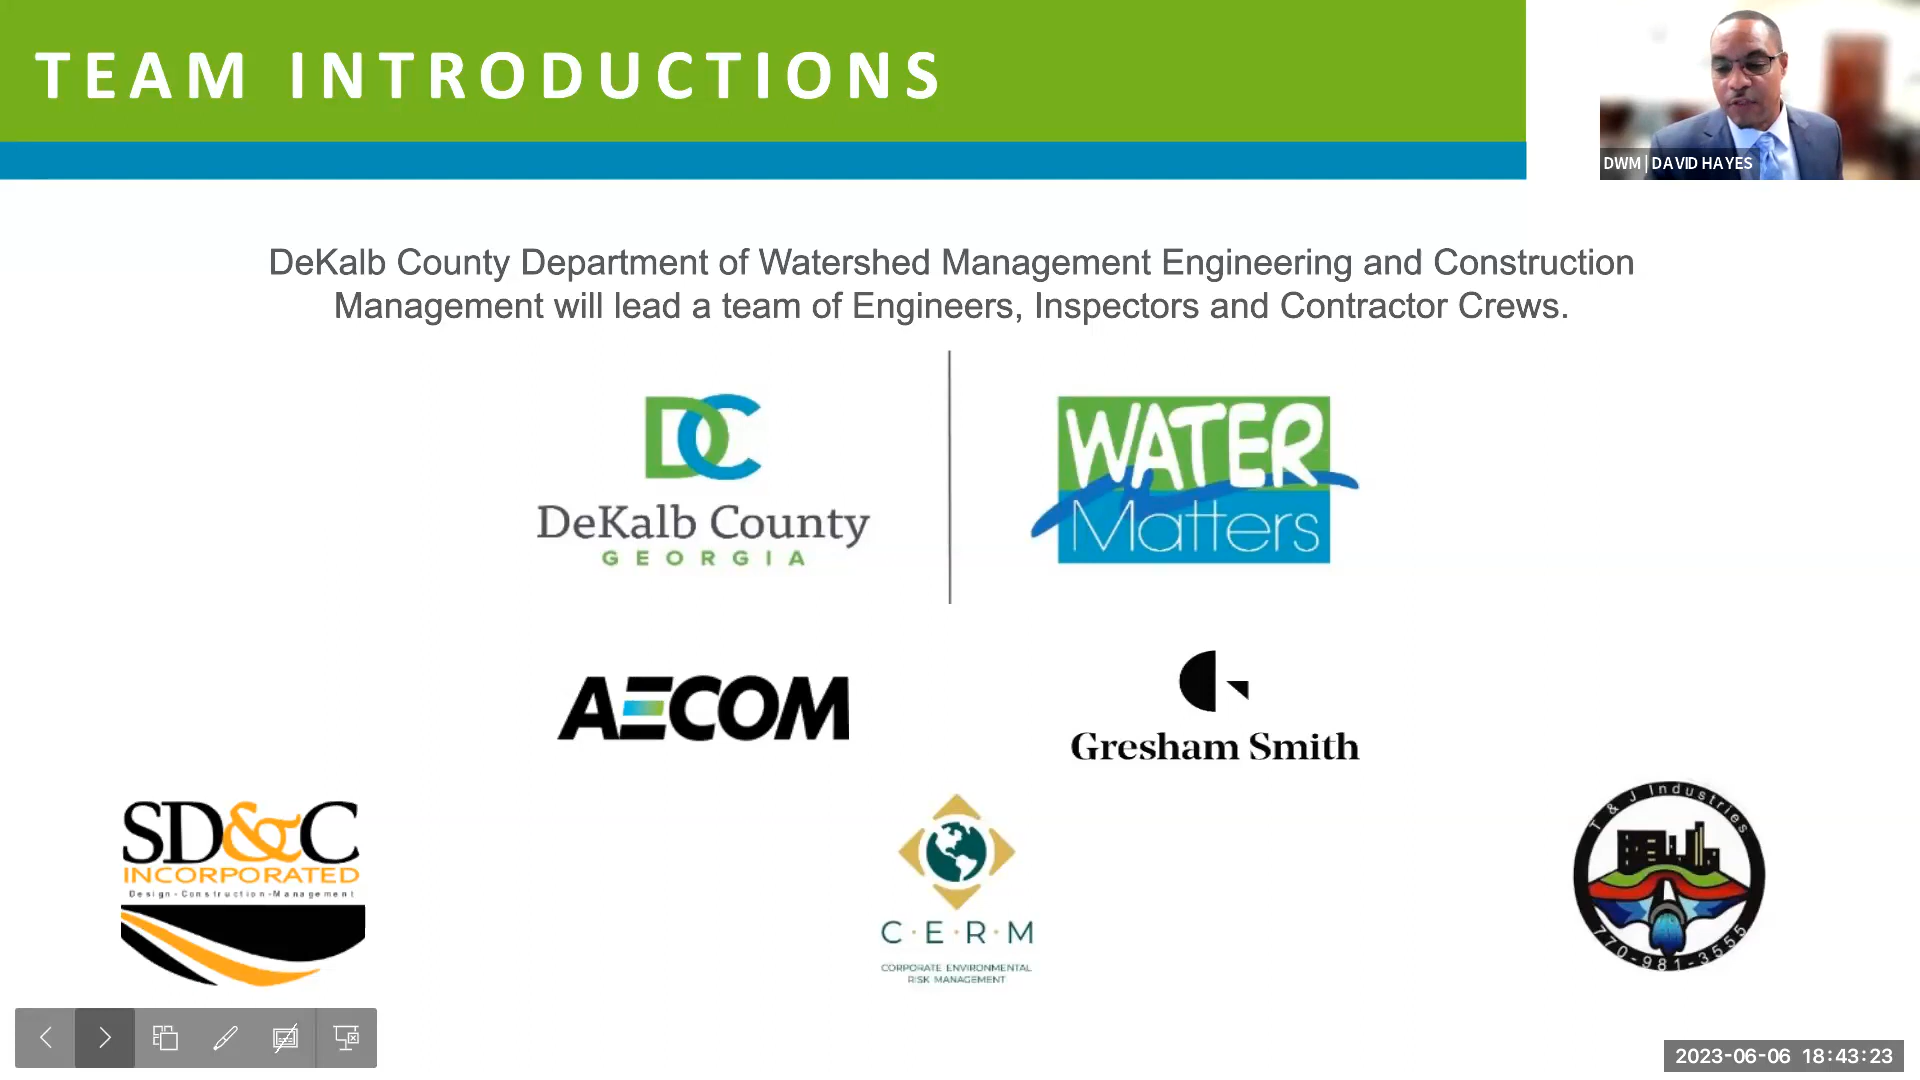 TEAM INTRODUCTIONS
DWM | DAVID HAYES
DeKalb County Department of Watershed Management Engineering and Construction
Management will lead a team of Engineers, Inspectors and Contractor Crews.
DC
DeKalb County
GEORGIA
WATER
Matters
AECOM
Gresham Smith
SD&C
INCORPORATED
Design-Construction-Management
C·E·R·M
CORPORATE ENVIRONMENTAL
RISK MANAGEMENT
T & J Industries
770-981-3555
2023-06-06 18:43:23